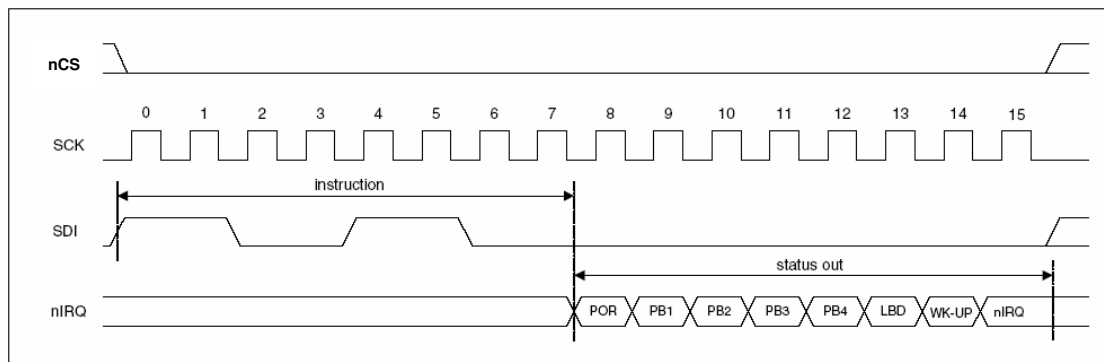 nCS
0 1 2 3 4 5 6 7 8 9 10 11 12 13 14 15
SCK
instruction
SDI
status out
nIRQ POR PB1 PB2 PB3 PB4 LBD WK-UP nIRQ